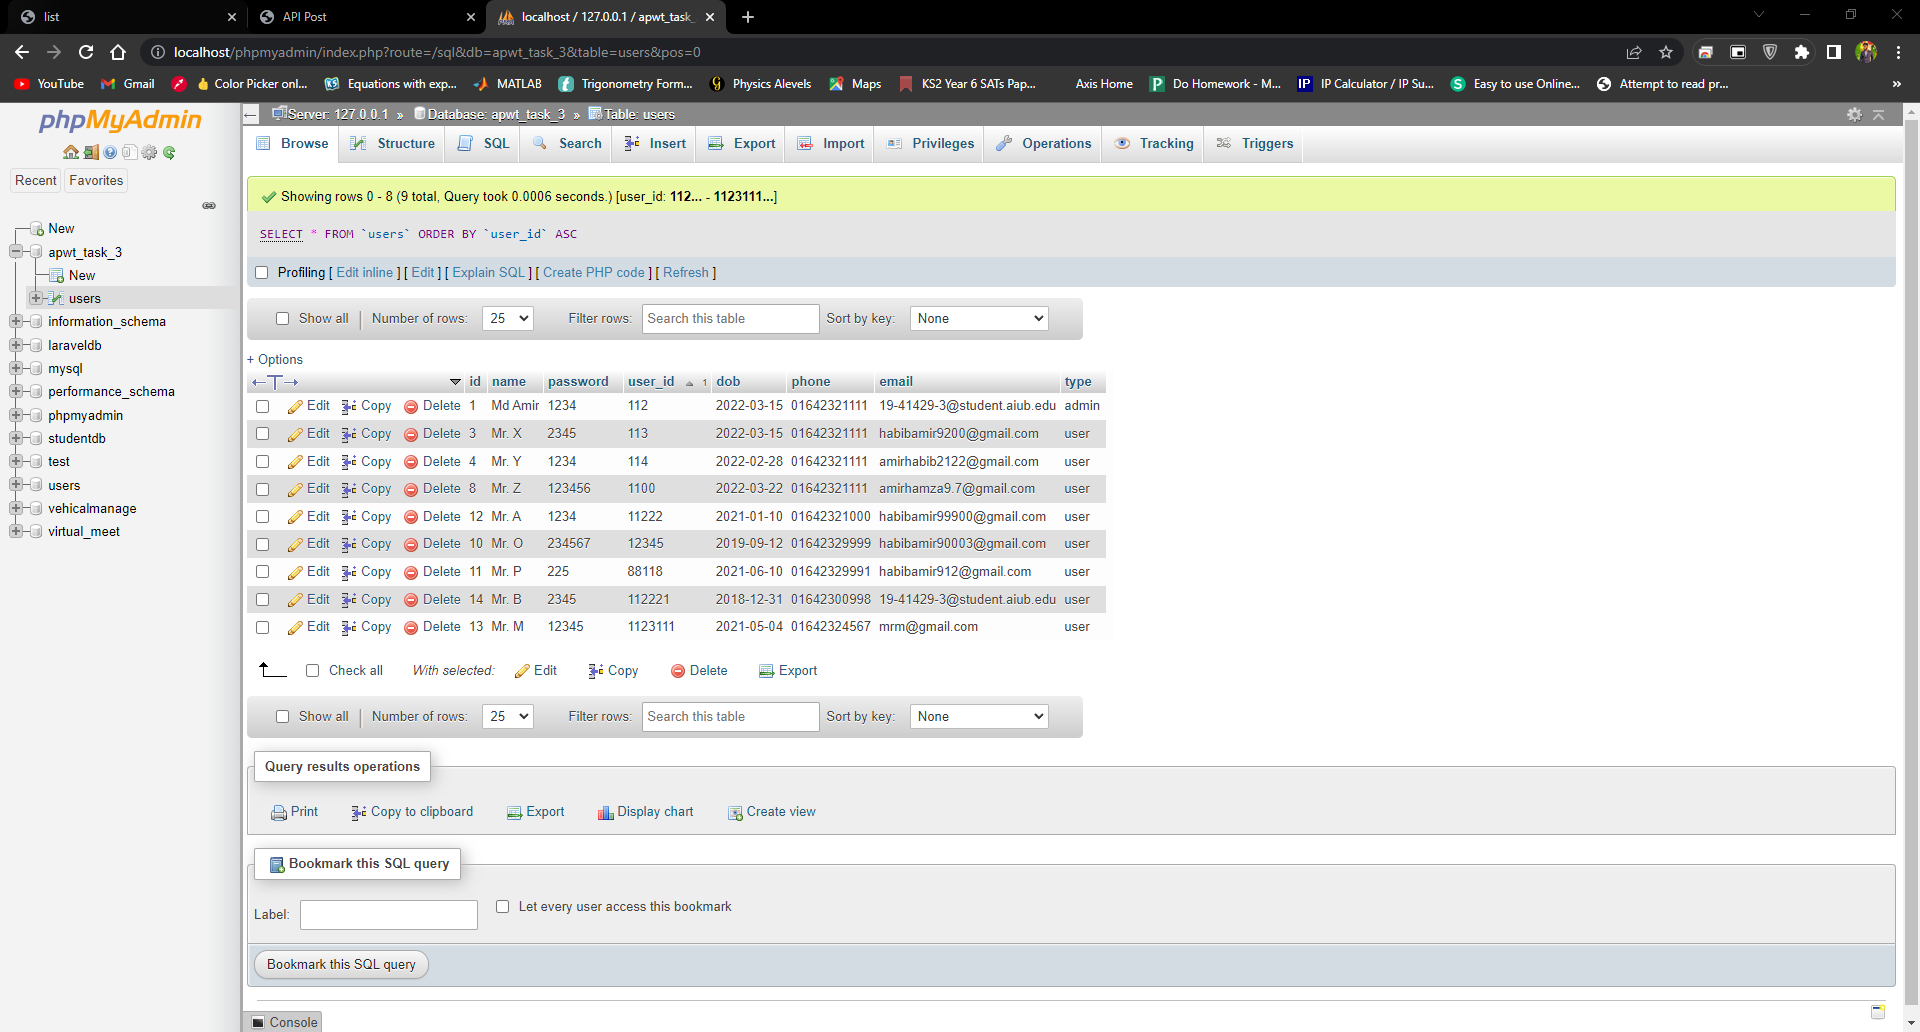 list
API Post
localhost / 127.0.0.1 / apwt_task_
localhost/phpmyadmin/index.php?route=/sql&db=apwt_task_3&table=users&pos=0
YouTube Gmail Color Picker onl... Equations with exp... MATLAB Trigonometry Form... Physics Alevels Maps KS2 Year 6 SATs Pap... Axis Home Do Homework - M... IP Calculator / IP Su... Easy to use Online... Attempt to read pr... »
phpMyAdmin
Recent Favorites
New
apwt_task_3
New
users
information_schema
laraveldb
mysql
performance_schema
phpmyadmin
studentdb
test
users
vehicalmanage
virtual_meet
Server: 127.0.0.1 » Database: apwt_task_3 » Table: users
Browse Structure SQL Search Insert Export Import Privileges Operations Tracking Triggers
Showing rows 0 - 8 (9 total, Query took 0.0006 seconds.) [user_id: 112... - 1123111...]
SELECT * FROM `users` ORDER BY `user_id` ASC
Profiling [ Edit inline ] [ Edit ] [ Explain SQL ] [ Create PHP code ] [ Refresh ]
Show all | Number of rows: 25 Filter rows: Search this table Sort by key: None
+ Options
←T→ id name password user_id 1 dob phone email type
Edit Copy Delete 1 Md Amir 1234 112 2022-03-15 01642321111 19-41429-3@student.aiub.edu admin
Edit Copy Delete 3 Mr. X 2345 113 2022-03-15 01642321111 habibamir9200@gmail.com user
Edit Copy Delete 4 Mr. Y 1234 114 2022-02-28 01642321111 amirhabib2122@gmail.com user
Edit Copy Delete 8 Mr. Z 123456 1100 2022-03-22 01642321111 amirhamza9.7@gmail.com user
Edit Copy Delete 12 Mr. A 1234 11222 2021-01-10 01642321000 habibamir99900@gmail.com user
Edit Copy Delete 10 Mr. O 234567 12345 2019-09-12 01642329999 habibamir90003@gmail.com user
Edit Copy Delete 11 Mr. P 225 88118 2021-06-10 01642329991 habibamir912@gmail.com user
Edit Copy Delete 14 Mr. B 2345 112221 2018-12-31 01642300998 19-41429-3@student.aiub.edu user
Edit Copy Delete 13 Mr. M 12345 1123111 2021-05-04 01642324567 mrm@gmail.com user
Check all With selected: Edit Copy Delete Export
Show all | Number of rows: 25 Filter rows: Search this table Sort by key: None
Query results operations
Print Copy to clipboard Export Display chart Create view
Bookmark this SQL query
Label: Let every user access this bookmark
Bookmark this SQL query
Console